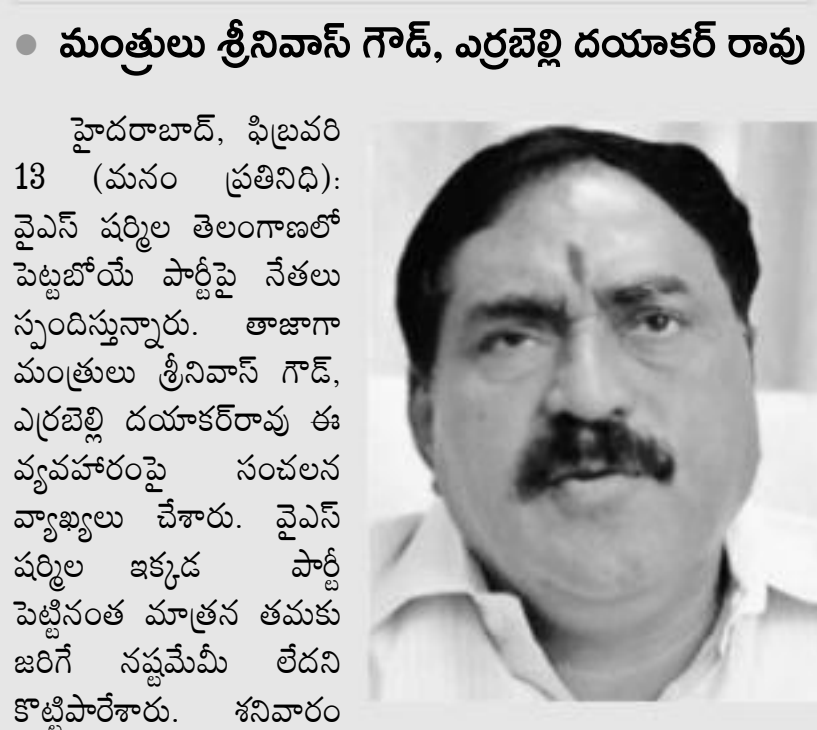 మంత్రులు శ్రీనివాస్ గౌడ్, ఎర్రబెల్లి దయాకర్ రావు
హైదరాబాద్, ఫిబ్రవరి
13 (మనం ప్రతినిధి):
వైఎస్ షర్మిల తెలంగాణలో
పెట్టబోయే పార్టీపై నేతలు
స్పందిస్తున్నారు. తాజాగా
మంత్రులు శ్రీనివాస్ గౌడ్,
ఎర్రబెల్లి దయాకర్‌రావు ఈ
వ్యవహారంపై సంచలన
వ్యాఖ్యలు చేశారు. వైఎస్
షర్మిల ఇక్కడ పార్టీ
పెట్టినంత మాత్రన తమకు
జరిగే నష్టమేమీ లేదని
కొట్టిపారేశారు. శనివారం